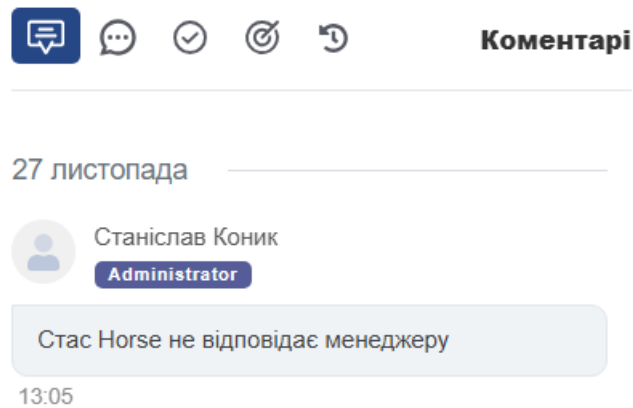 Коментарі
27 листопада
Станіслав Коник
Administrator
Стас Horse не відповідає менеджеру
13:05